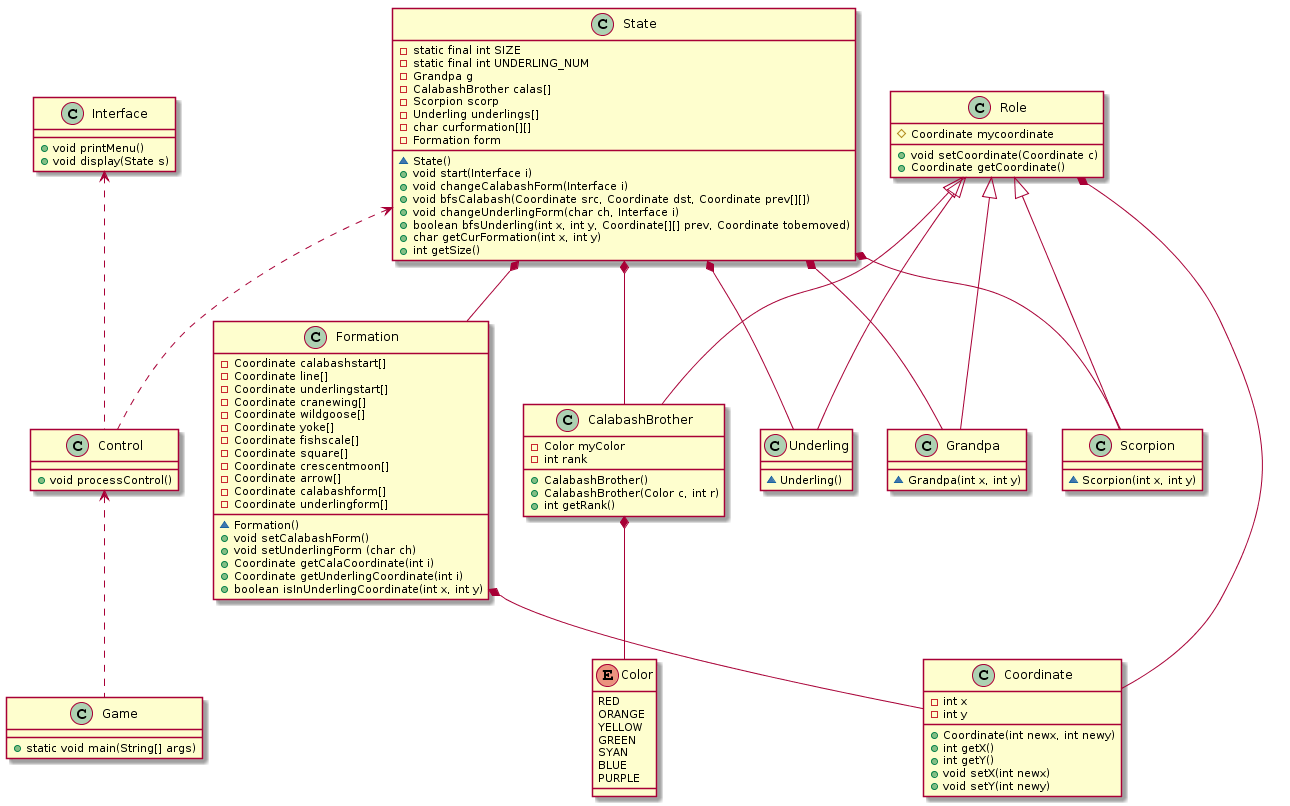 C State
static final int SIZE
static final int UNDERLING_NUM
Grandpa g
CalabashBrother calas[]
Scorpion scorp
Underling underlings[]
char curformation[][]
Formation form
State()
void start(Interface i)
void changeCalabashForm(Interface i)
void bfsCalabash(Coordinate src, Coordinate dst, Coordinate prev[][])
void changeUnderlingForm(char ch, Interface i)
boolean bfsUnderling(int x, int y, Coordinate[][] prev, Coordinate tobemoved)
char getCurFormation(int x, int y)
int getSize()
C Interface
void printMenu()
void display(State s)
C Role
Coordinate mycoordinate
void setCoordinate(Coordinate c)
Coordinate getCoordinate()
C Formation
Coordinate calabashstart[]
Coordinate line[]
Coordinate underlingstart[]
Coordinate cranewing[]
Coordinate wildgoose[]
Coordinate yoke[]
Coordinate fishscale[]
Coordinate square[]
Coordinate crescentmoon[]
Coordinate arrow[]
Coordinate calabashform[]
Coordinate underlingform[]
Formation()
void setCalabashForm()
void setUnderlingForm (char ch)
Coordinate getCalaCoordinate(int i)
Coordinate getUnderlingCoordinate(int i)
boolean isInUnderlingCoordinate(int x, int y)
C Control
void processControl()
C CalabashBrother
Color myColor
int rank
CalabashBrother()
CalabashBrother(Color c, int r)
int getRank()
C Underling
Underling()
C Grandpa
Grandpa(int x, int y)
C Scorpion
Scorpion(int x, int y)
C Game
static void main(String[] args)
E Color
RED
ORANGE
YELLOW
GREEN
SYAN
BLUE
PURPLE
C Coordinate
int x
int y
Coordinate(int newx, int newy)
int getX()
int getY()
void setX(int newx)
void setY(int newy)